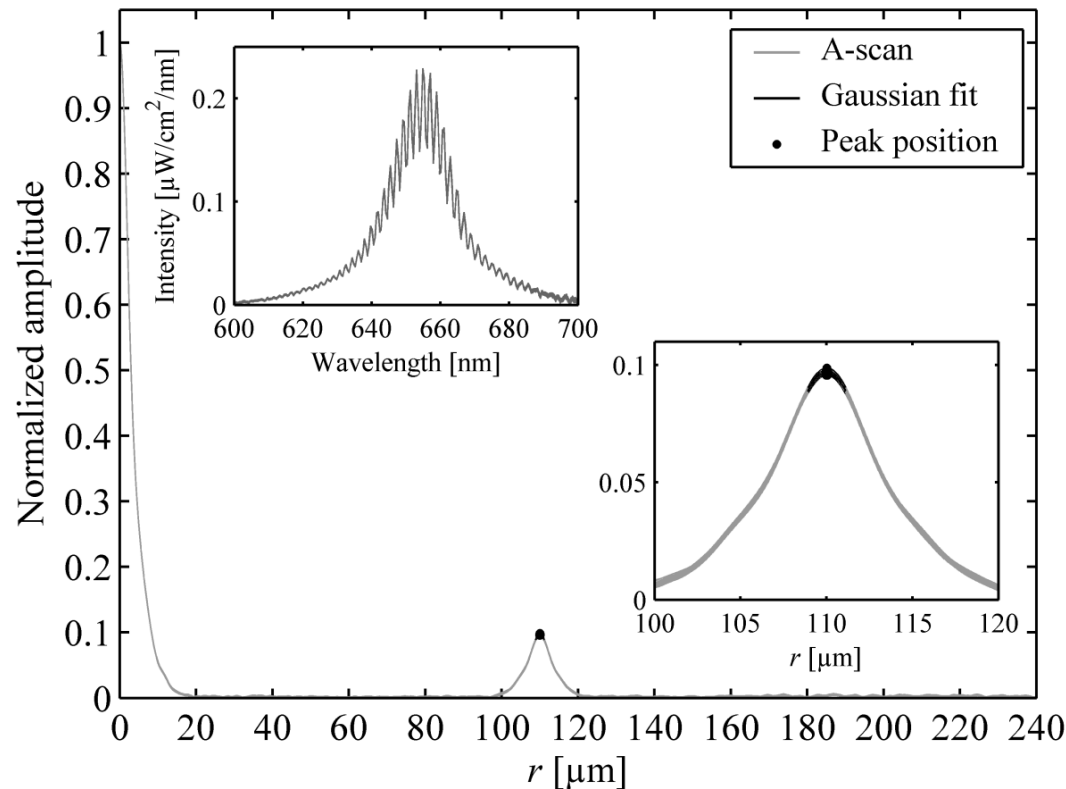 1
0.9
0.8
0.7
0.6
0.5
0.4
0.3
0.2
0.1
0
Normalized amplitude
0 20 40 60 80 100 120 140 160 180 200 220 240
r [µm]
A-scan
Gaussian fit
Peak position
Intensity [µW/cm²/nm]
0.2
0.1
0
600 620 640 660 680 700
Wavelength [nm]
0.1
0.05
0
100 105 110 115 120
r [µm]